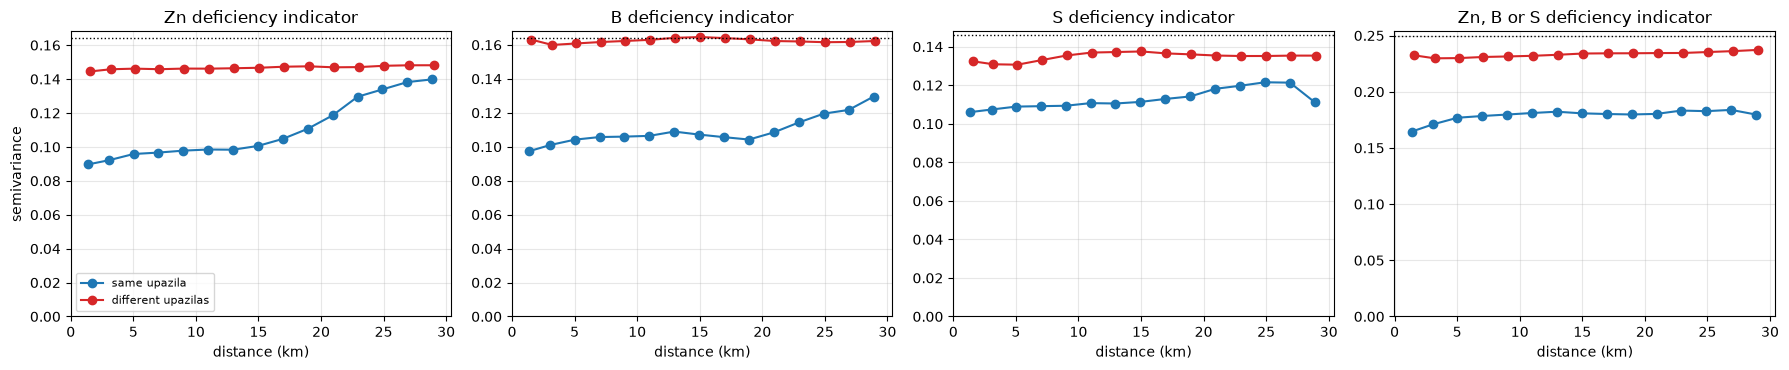 Zn deficiency indicator
semivariance
0.16
0.14
0.12
0.10
0.08
0.06
0.04
0.02
0.00
same upazila
different upazilas
0 5 10 15 20 25 30
distance (km)
B deficiency indicator
0.16
0.14
0.12
0.10
0.08
0.06
0.04
0.02
0.00
0 5 10 15 20 25 30
distance (km)
S deficiency indicator
0.14
0.12
0.10
0.08
0.06
0.04
0.02
0.00
0 5 10 15 20 25 30
distance (km)
Zn, B or S deficiency indicator
0.25
0.20
0.15
0.10
0.05
0.00
0 5 10 15 20 25 30
distance (km)